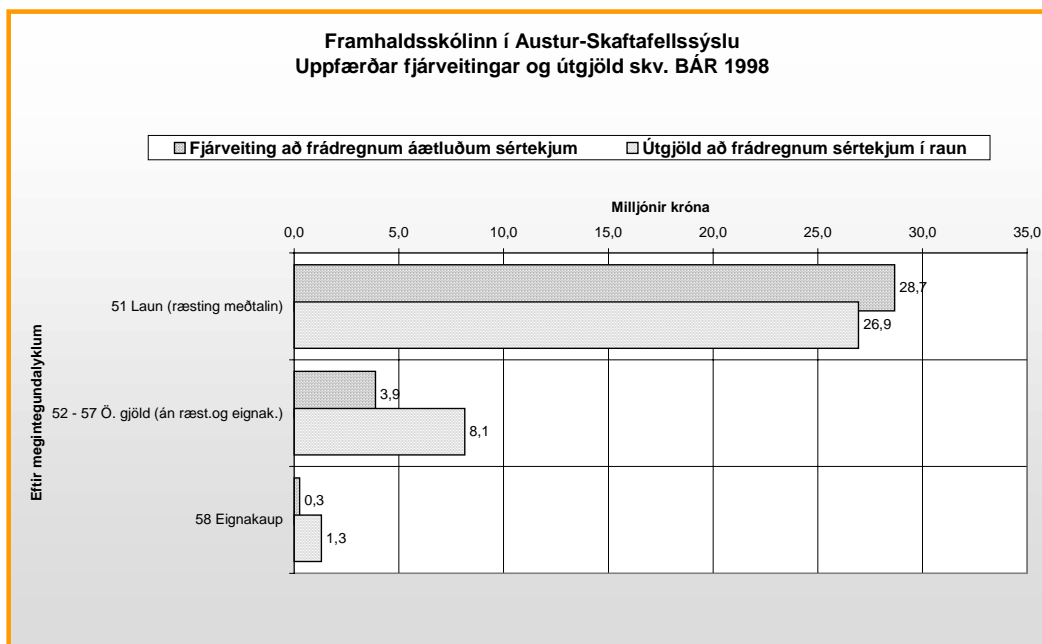 Framhaldsskólinn í Austur-Skaftafellssýslu
Uppfærðar fjárveitingar og útgjöld skv. BÁR 1998
Fjárveiting að frádregnum áætluðum sértekjum Útgjöld að frádregnum sértekjum í raun
Milljónir króna
0,0 5,0 10,0 15,0 20,0 25,0 30,0 35,0
Eftir megintegundalyklum
51 Laun (ræsting meðtalin)
28,7
26,9
52 - 57 Ö. gjöld (án ræst.og eignak.)
3,9
8,1
58 Eignakaup
0,3
1,3